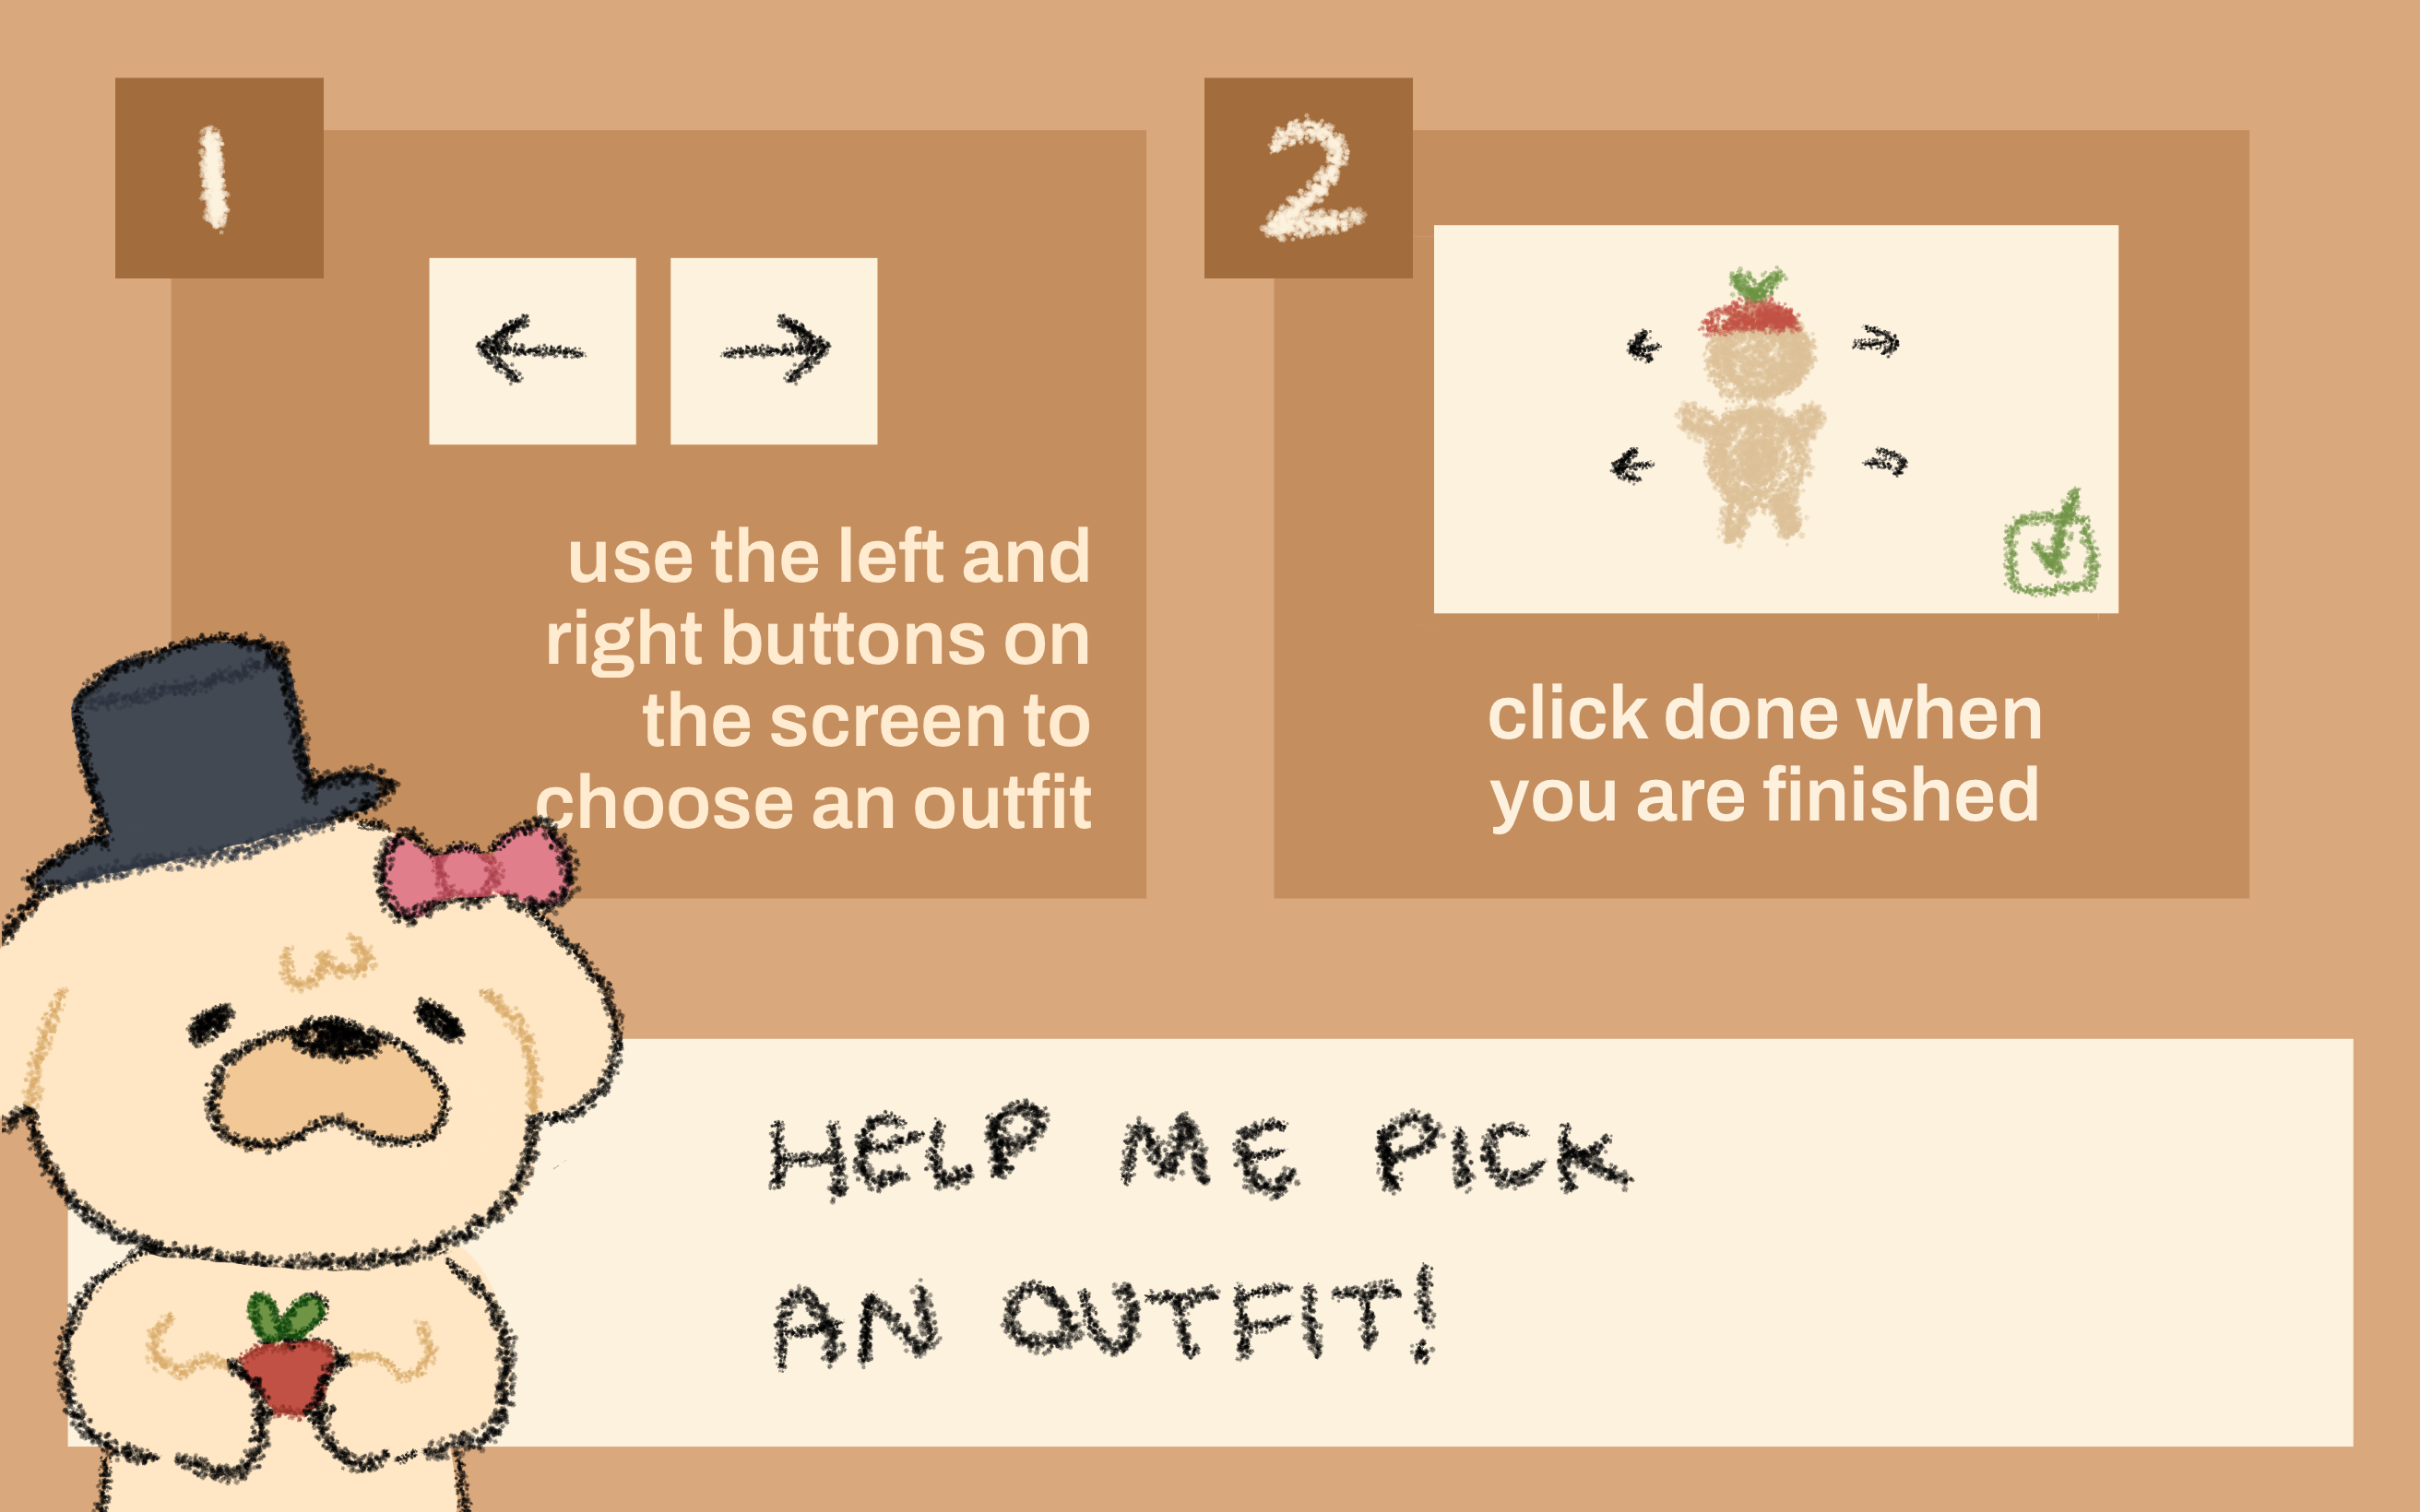 1
use the left and
right buttons on
the screen to
choose an outfit
2
click done when
you are finished
HELP ME PICK
AN OUTFIT!